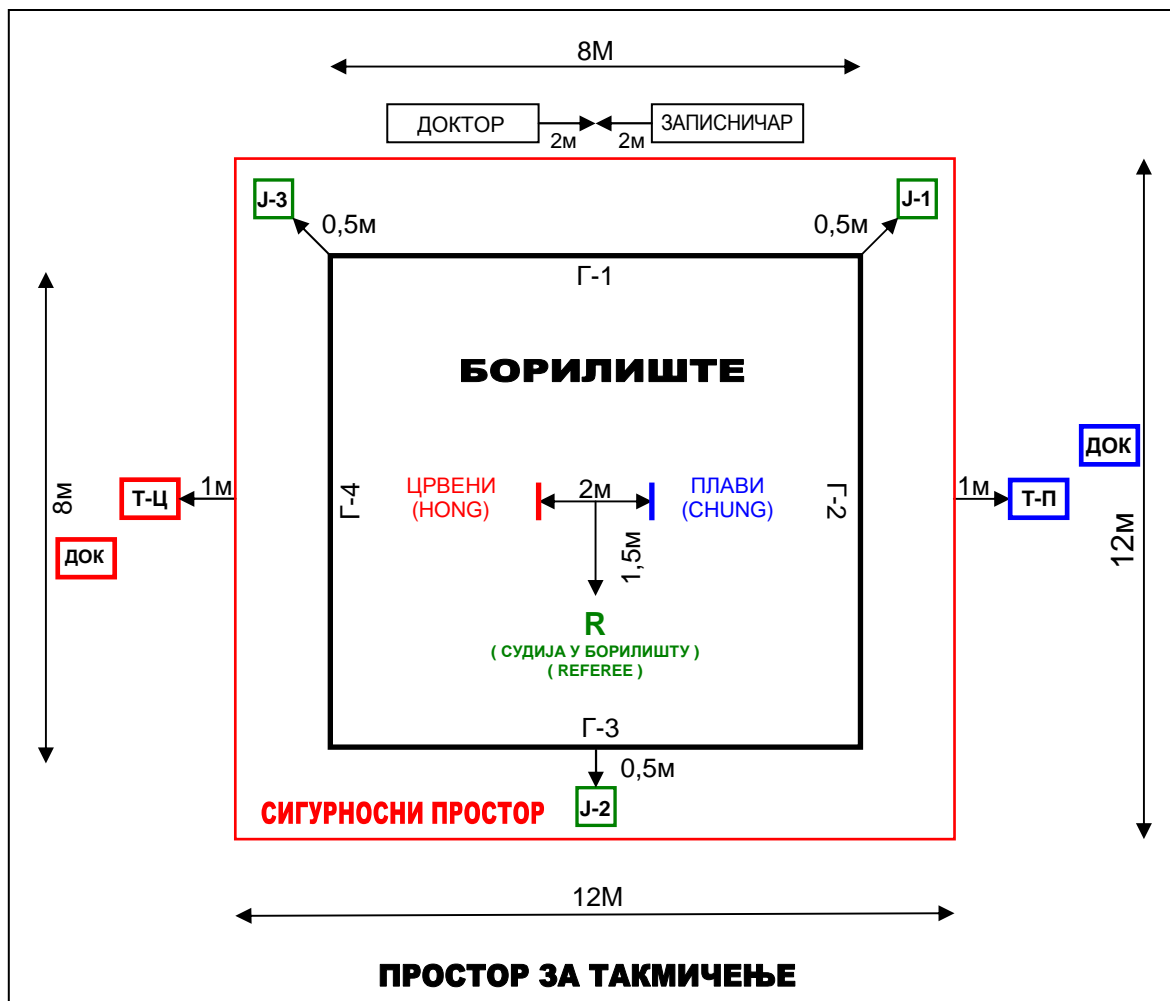 8М
ДОКТОР
ЗАПИСНИЧАР
2м
2м
Ј-3
Ј-1
0,5м
0,5м
Г-1
БОРИЛИШТЕ
ДОК
Т-Ц
1м
8м
Г-4
ЦРВЕНИ
(HONG)
2м
ПЛАВИ
(CHUNG)
Г-2
1м
Т-П
12м
ДОК
1,5м
R
( СУДИЈА У БОРИЛИШТУ )
( REFEREE )
Г-3
0,5м
Ј-2
СИГУРНОСНИ ПРОСТОР
12М
ПРОСТОР ЗА ТАКМИЧЕЊЕ